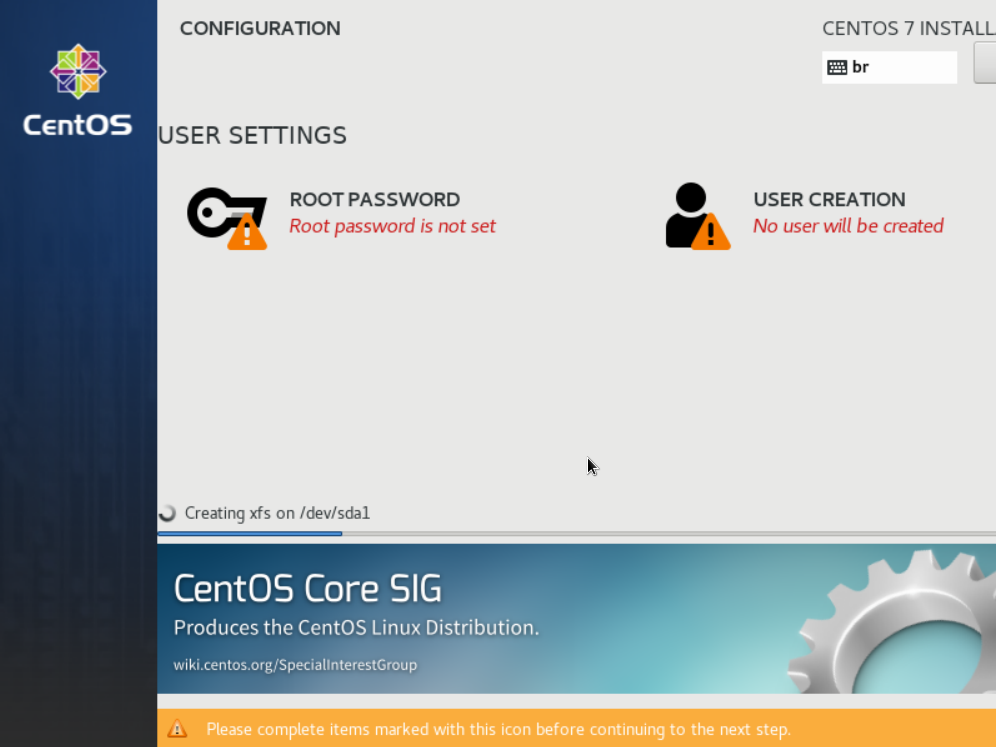 CONFIGURATION
CENTOS 7 INSTALL
br
CentOS
USER SETTINGS
ROOT PASSWORD
Root password is not set
USER CREATION
No user will be created
Creating xfs on /dev/sda1
CentOS Core SIG
Produces the CentOS Linux Distribution.
wiki.centos.org/SpecialInterestGroup
Please complete items marked with this icon before continuing to the next step.